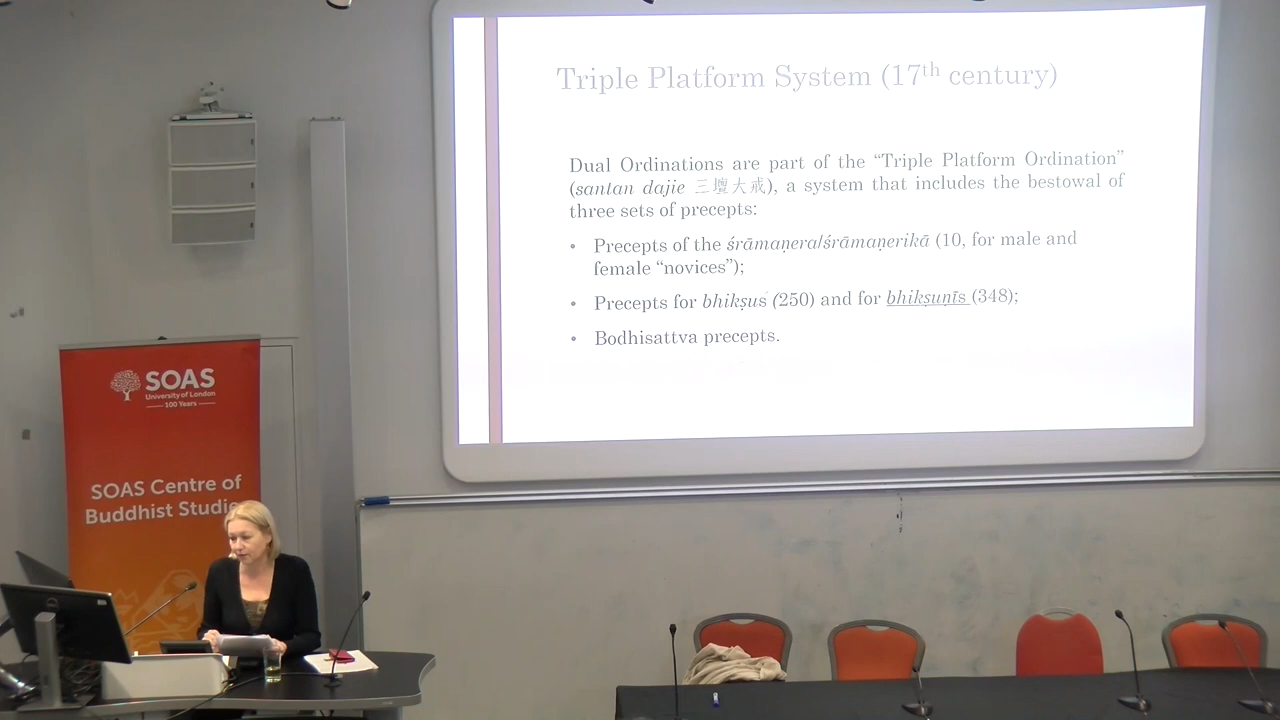 Triple Platform System (17th century)
Dual Ordinations are part of the “Triple Platform Ordination”
(santan dajie 三壇大戒), a system that includes the bestowal of
three sets of precepts:
• Precepts of the śrāmaṇera/śrāmaṇerikā (10, for male and
female “novices”);
• Precepts for bhikṣus (250) and for bhikṣuṇīs (348);
• Bodhisattva precepts.
SOAS
University of London
100 Years
SOAS Centre of
Buddhist Studie